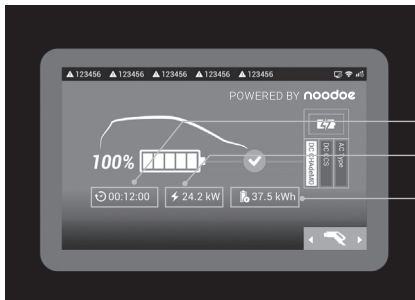 123456 123456 123456 123456 123456
POWERED BY noodoe
100%
DC CHAdeMO
DC CCS
AC Type
00:12:00 24.2 kW 37.5 kWh